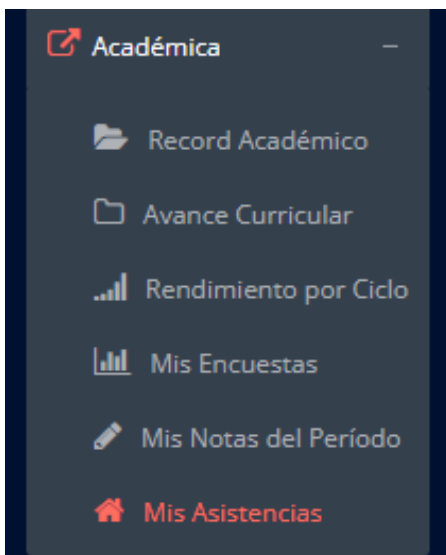 Académica
Record Académico
Avance Curricular
Rendimiento por Ciclo
Mis Encuestas
Mis Notas del Período
Mis Asistencias